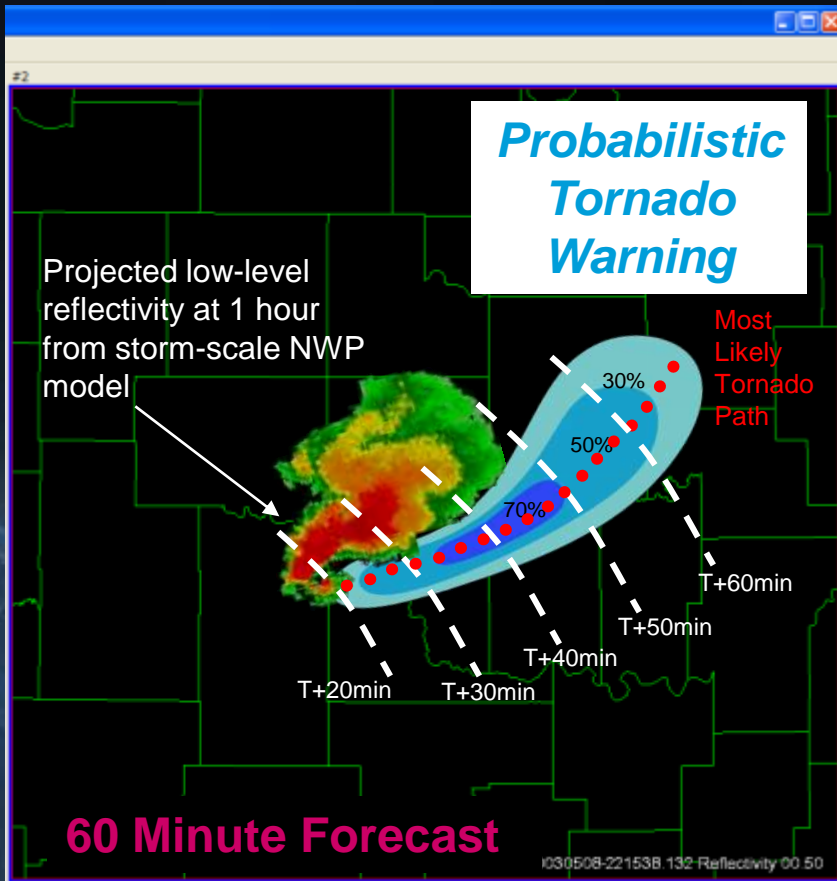 #2
Probabilistic
Tornado
Warning
Projected low-level
reflectivity at 1 hour
from storm-scale NWP
model
Most
Likely
Tornado
Path
30%
50%
70%
T+60min
T+50min
T+40min
T+20min
T+30min
60 Minute Forecast
030508-221538.132 Reflectivity 00.50